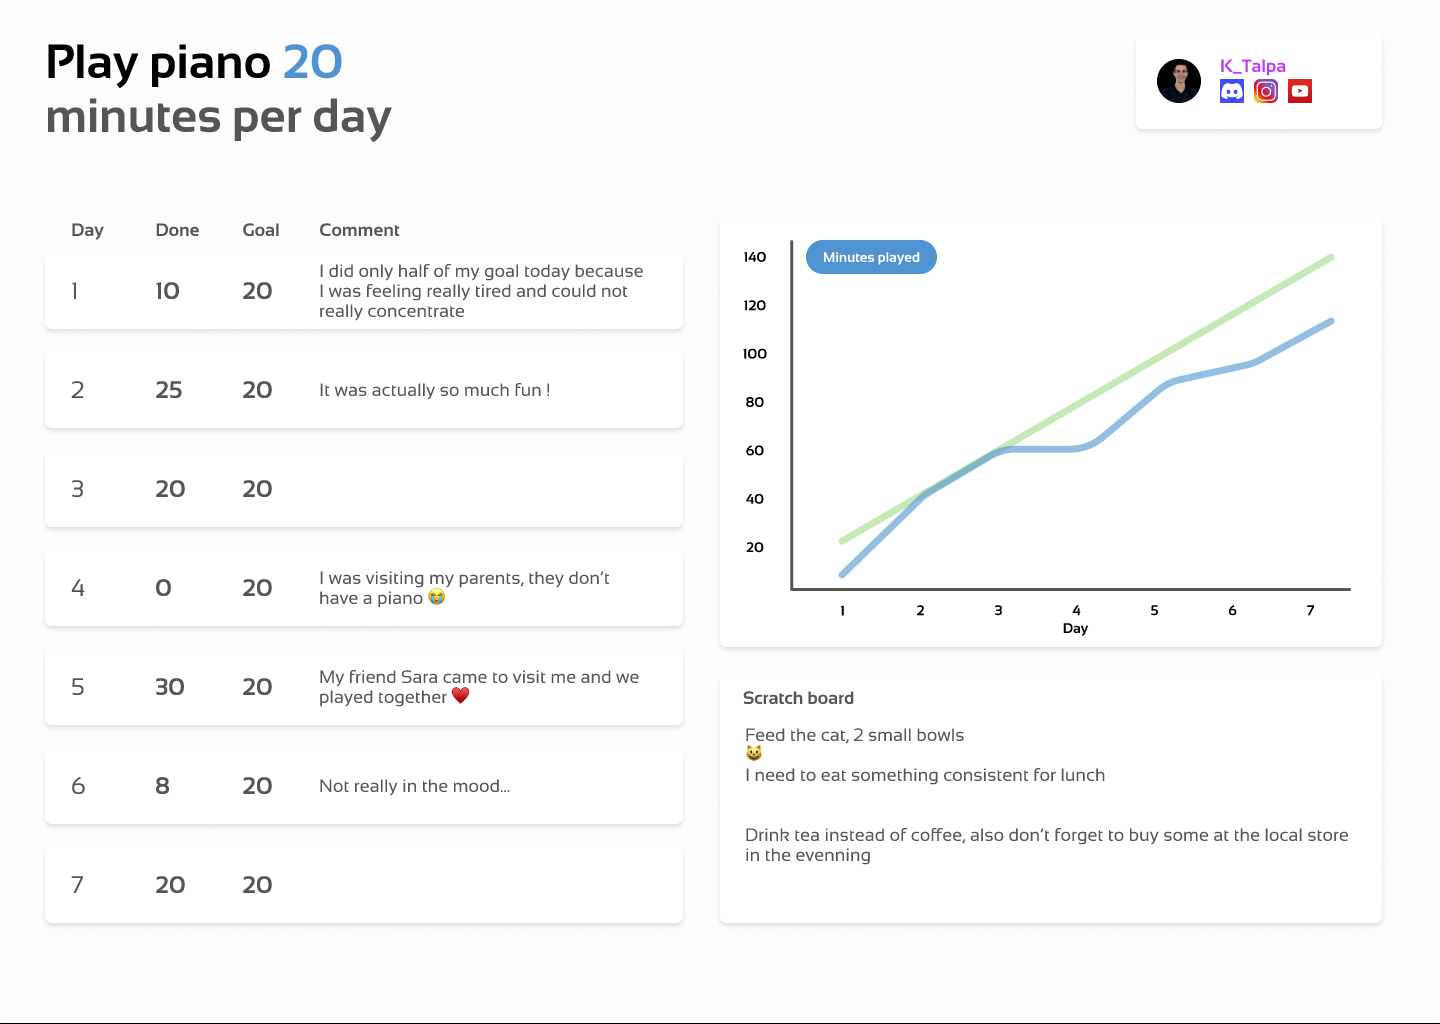 Play piano 20
minutes per day
K_Talpa
Day Done Goal Comment
1 10 20 I did only half of my goal today because
I was feeling really tired and could not
really concentrate
2 25 20 It was actually so much fun !
3 20 20
4 0 20 I was visiting my parents, they don't
have a piano 😭
5 30 20 My friend Sara came to visit me and we
played together ♥️
6 8 20 Not really in the mood...
7 20 20
Minutes played
140
120
100
80
60
40
20
1 2 3 4 5 6 7
Day
Scratch board
Feed the cat, 2 small bowls
😺
I need to eat something consistent for lunch
Drink tea instead of coffee, also don't forget to buy some at the local store
in the evenning